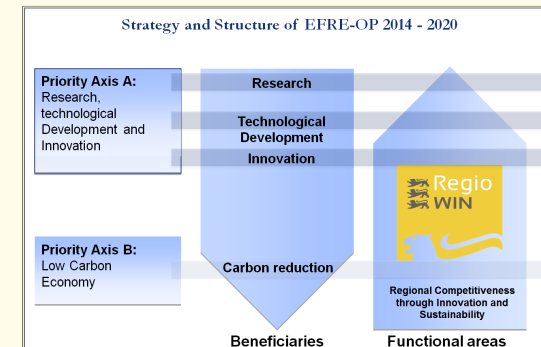 Strategy and Structure of EFRE-OP 2014 - 2020
Priority Axis A:
Research,
technological
Development and
Innovation
Research
Technological
Development
Innovation
Regio
WIN
Priority Axis B:
Low Carbon
Economy
Carbon reduction
Regional Competitiveness
through Innovation and
Sustainability
Beneficiaries
Functional areas